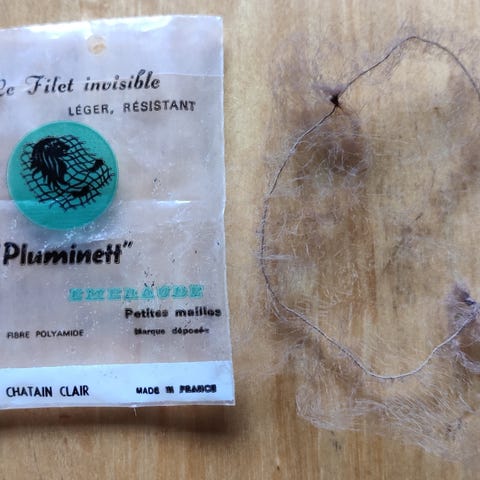 Le Filet invisible
LÉGER, RÉSISTANT
"Pluminett"
EMERAUDE
Petites mailles
FIBRE POLYAMIDE
Marque déposée
CHATAIN CLAIR
MADE IN FRANCE